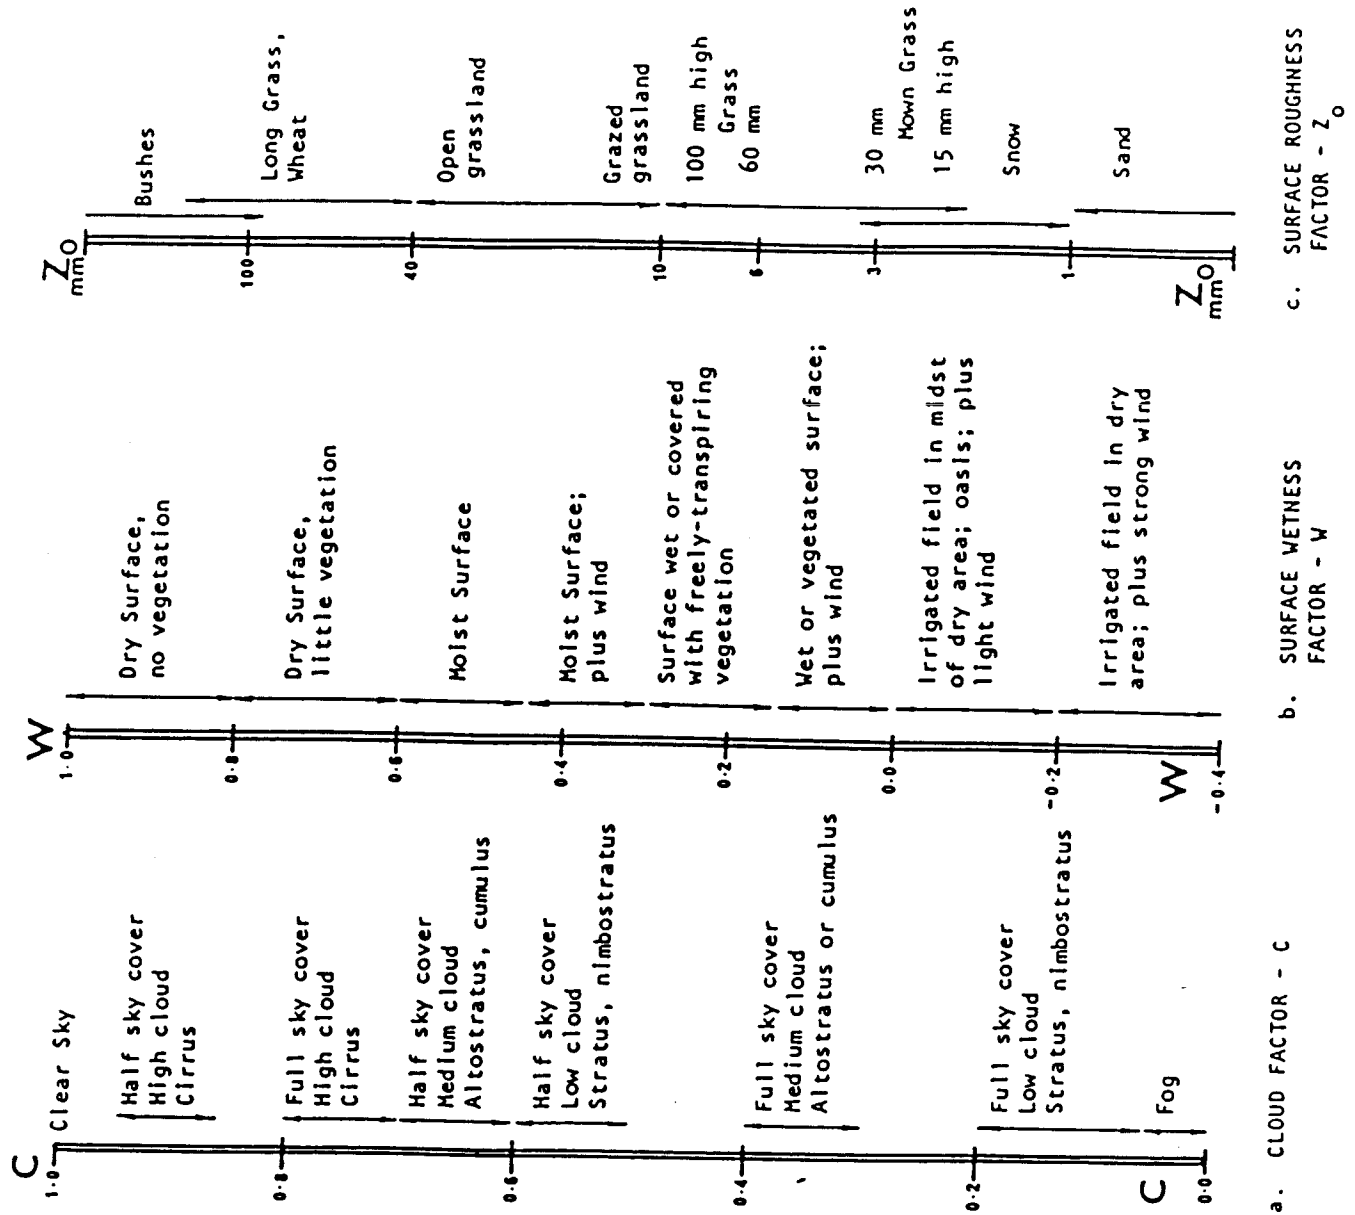 C
1·0
Clear Sky
Half sky cover
High cloud
Cirrus
0·8
Full sky cover
High cloud
Cirrus
Half sky cover
Medium cloud
Altostratus, cumulus
0·6
Half sky cover
Low cloud
Stratus, nimbostratus
0·4
Full sky cover
Medium cloud
Altostratus or cumulus
0·2
Full sky cover
Low cloud
Stratus, nimbostratus
Fog
C
0·0
a. CLOUD FACTOR - C
W
1·0
Dry Surface,
no vegetation
0·8
Dry Surface,
little vegetation
0·6
Moist Surface
0·4
Moist Surface;
plus wind
Surface wet or covered
with freely-transpiring
vegetation
0·2
Wet or vegetated surface;
plus wind
0·0
Irrigated field in midst
of dry area; oasis; plus
light wind
-0·2
Irrigated field in dry
area; plus strong wind
W
-0·4
b. SURFACE WETNESS
FACTOR - W
Zo
mm
Bushes
100
Long Grass,
Wheat
40
Open
grassland
10
Grazed
grassland
100 mm high
Grass
60 mm
6
3
30 mm
Mown Grass
15 mm high
Snow
1
Sand
Zo
mm
c. SURFACE ROUGHNESS
FACTOR - Zo